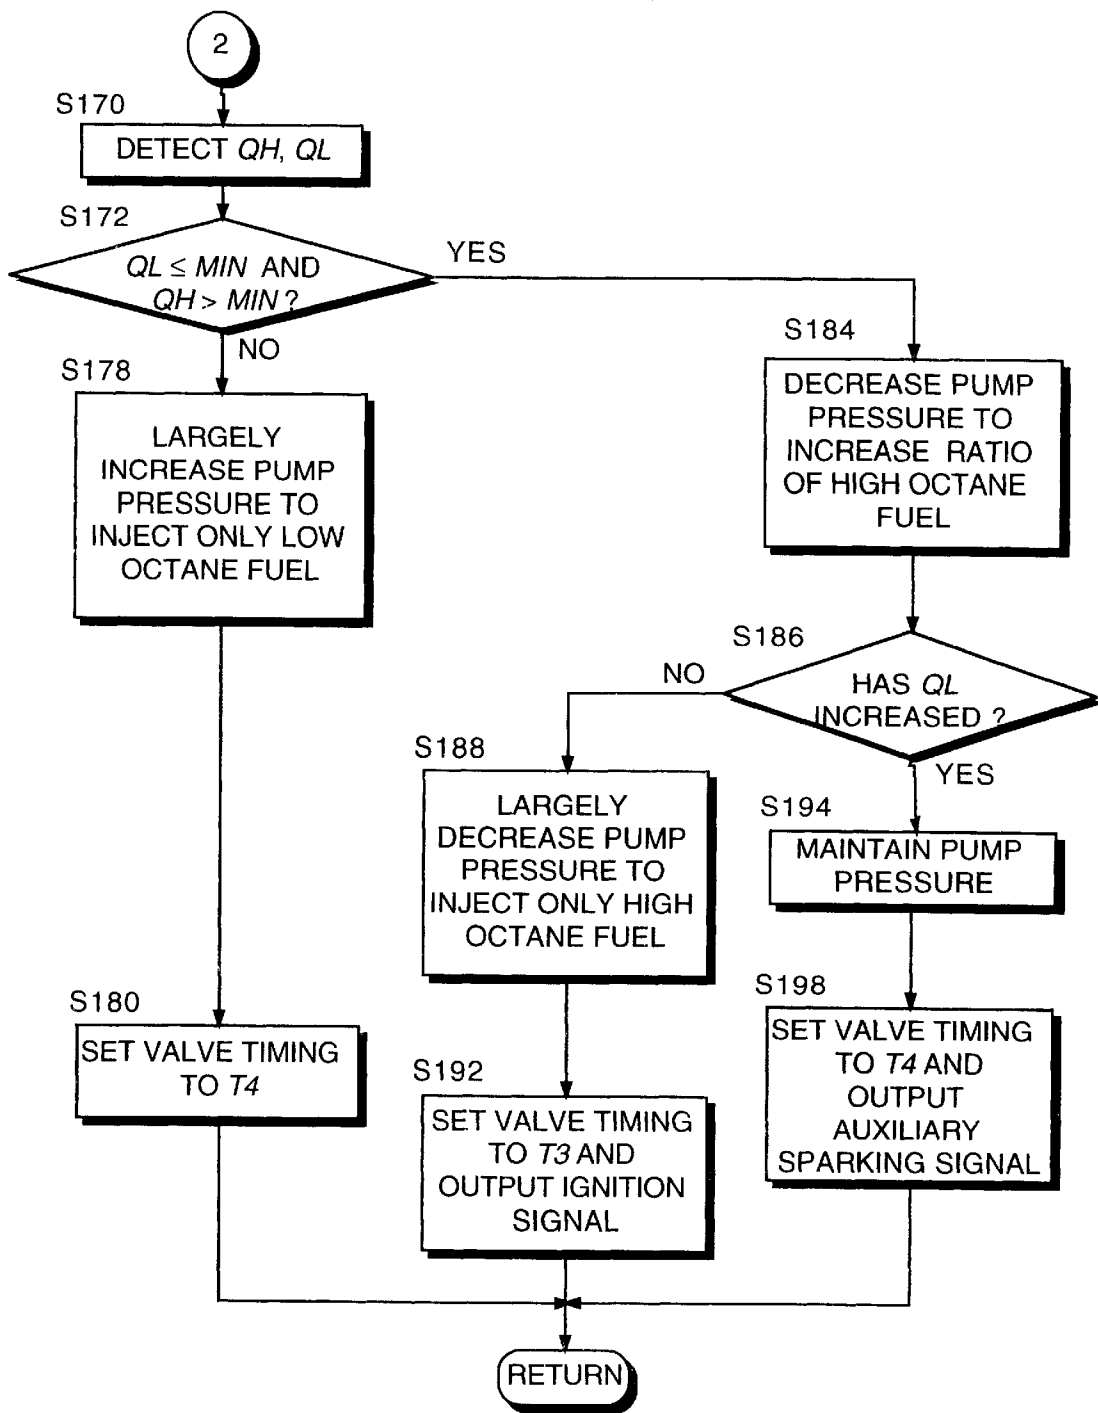 2
S170
DETECT QH, QL
S172
QL ≤ MIN AND
QH > MIN ?
YES
NO
S178
LARGELY
INCREASE PUMP
PRESSURE TO
INJECT ONLY LOW
OCTANE FUEL
S180
SET VALVE TIMING
TO T4
S184
DECREASE PUMP
PRESSURE TO
INCREASE RATIO
OF HIGH OCTANE
FUEL
S186
HAS QL
INCREASED ?
NO
YES
S188
LARGELY
DECREASE PUMP
PRESSURE TO
INJECT ONLY HIGH
OCTANE FUEL
S192
SET VALVE TIMING
TO T3 AND
OUTPUT IGNITION
SIGNAL
S194
MAINTAIN PUMP
PRESSURE
S198
SET VALVE TIMING
TO T4 AND
OUTPUT
AUXILIARY
SPARKING SIGNAL
RETURN